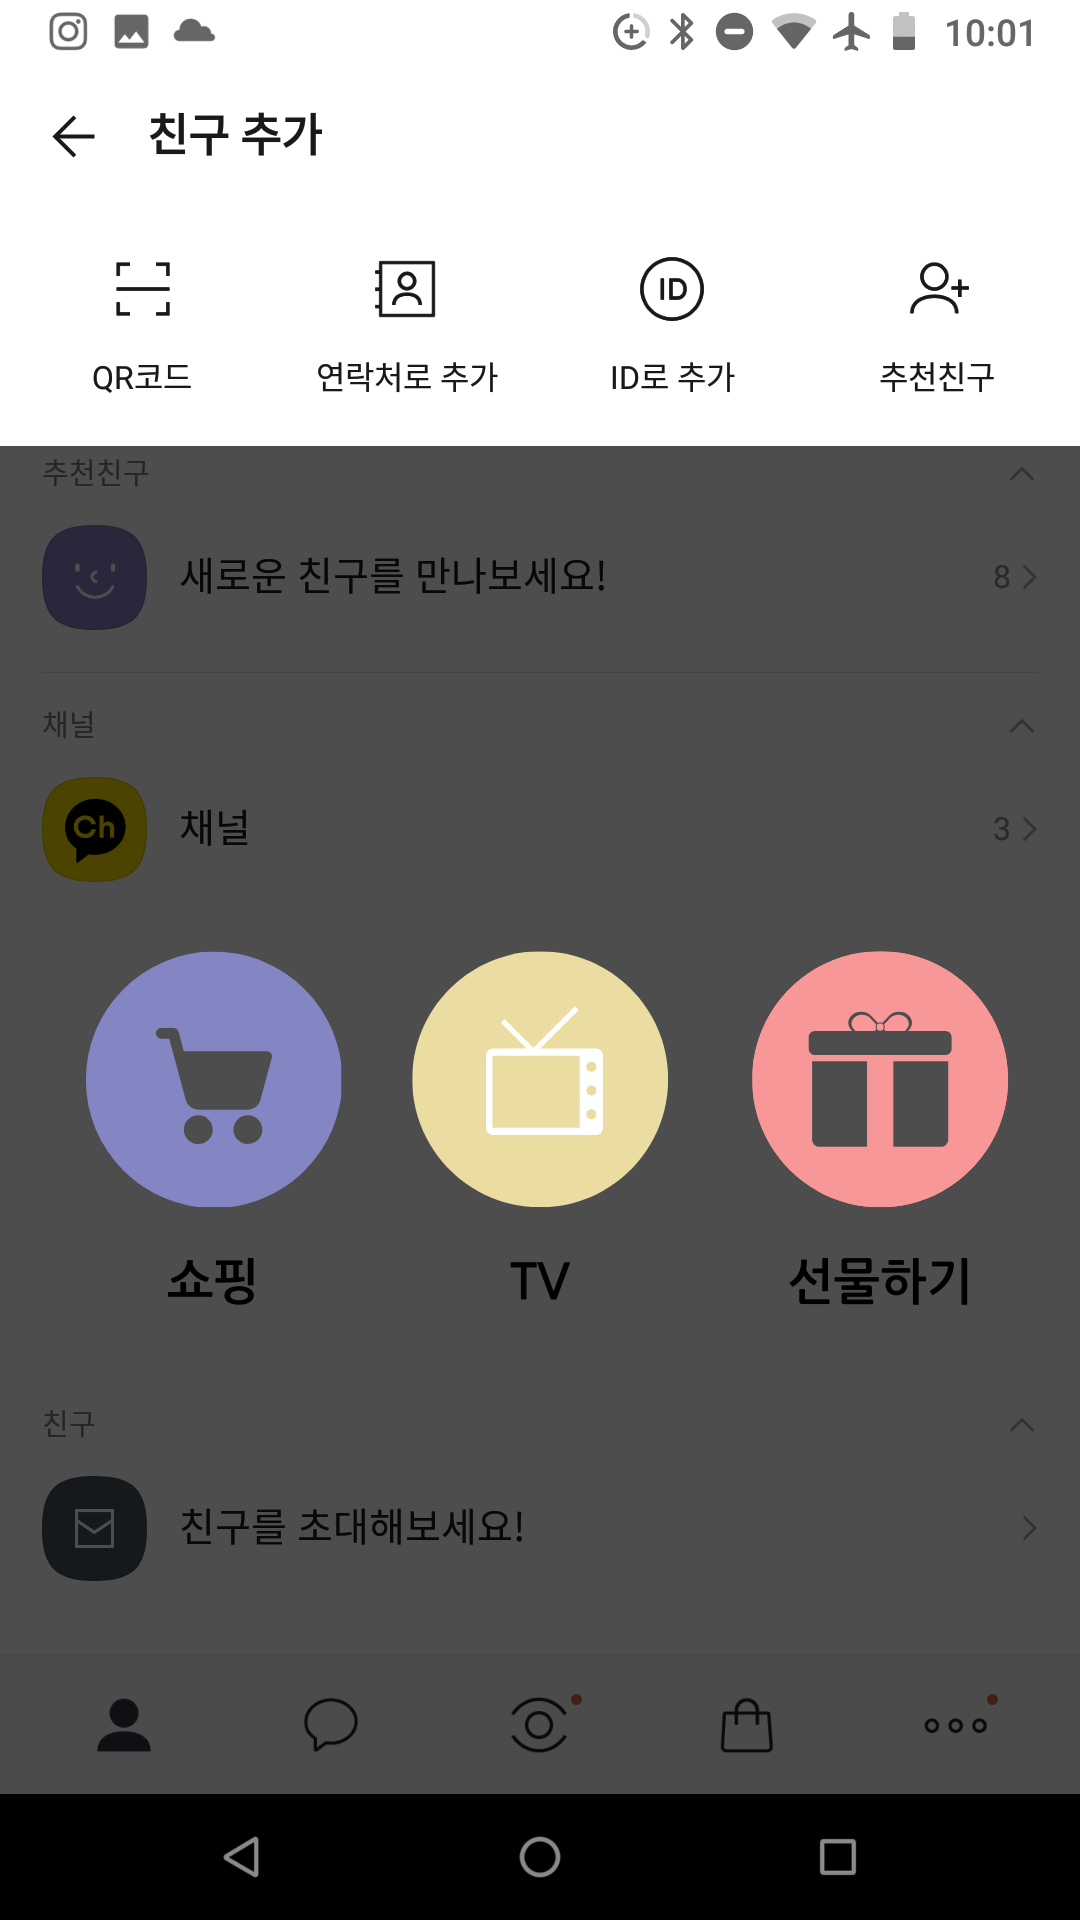 10:01
친구 추가
QR코드
연락처로 추가
ID
ID로 추가
추천친구
추천친구
새로운 친구를 만나보세요!
8
채널
Ch
채널
3
쇼핑
TV
선물하기
친구
친구를 초대해보세요!